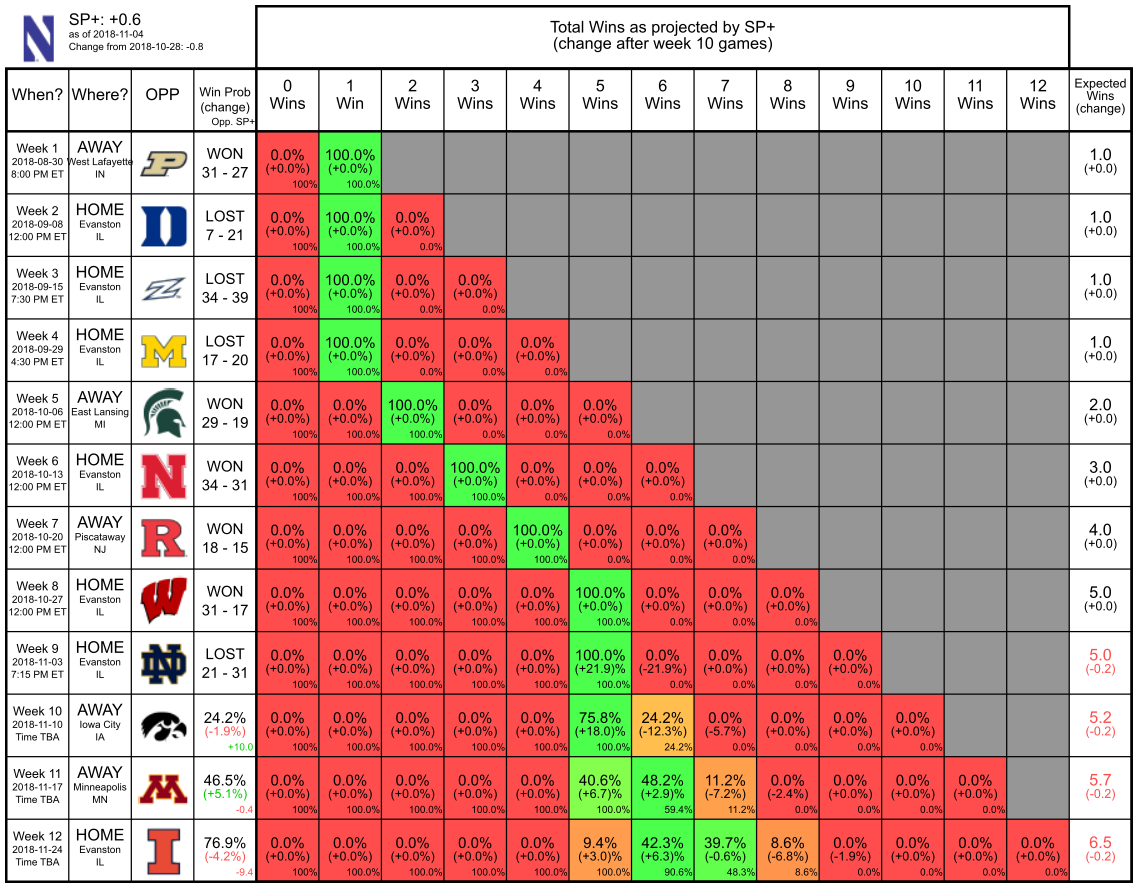 N
SP+: +0.6
as of 2018-11-04
Change from 2018-10-28: -0.8
Total Wins as projected by SP+
(change after week 10 games)
When? Where? OPP Win Prob (change) Opp. SP+ 0 Wins 1 Win 2 Wins 3 Wins 4 Wins 5 Wins 6 Wins 7 Wins 8 Wins 9 Wins 10 Wins 11 Wins 12 Wins Expected Wins (change)
Week 1 AWAY
2018-08-30 West Lafayette P WON 0.0% 100.0% 1.0
8:00 PM ET IN 31 - 27 (+0.0%) (+0.0%) (+0.0)
100% 100.0%
Week 2 HOME
2018-09-08 Evanston D LOST 0.0% 100.0% 0.0% 1.0
12:00 PM ET IL 7 - 21 (+0.0%) (+0.0%) (+0.0%) (+0.0)
100% 100.0% 0.0%
Week 3 HOME
2018-09-15 Evanston Z LOST 0.0% 100.0% 0.0% 0.0% 1.0
7:30 PM ET IL 34 - 39 (+0.0%) (+0.0%) (+0.0%) (+0.0%) (+0.0)
100% 100.0% 0.0% 0.0%
Week 4 HOME
2018-09-29 Evanston M LOST 0.0% 100.0% 0.0% 0.0% 0.0% 1.0
4:30 PM ET IL 17 - 20 (+0.0%) (+0.0%) (+0.0%) (+0.0%) (+0.0%) (+0.0)
100% 100.0% 0.0% 0.0% 0.0%
Week 5 AWAY
2018-10-06 East Lansing WON 0.0% 0.0% 100.0% 0.0% 0.0% 0.0% 2.0
12:00 PM ET MI 29 - 19 (+0.0%) (+0.0%) (+0.0%) (+0.0%) (+0.0%) (+0.0%) (+0.0)
100% 100.0% 100.0% 0.0% 0.0% 0.0%
Week 6 HOME
2018-10-13 Evanston N WON 0.0% 0.0% 0.0% 100.0% 0.0% 0.0% 0.0% 3.0
12:00 PM ET IL 34 - 31 (+0.0%) (+0.0%) (+0.0%) (+0.0%) (+0.0%) (+0.0%) (+0.0%) (+0.0)
100% 100.0% 100.0% 100.0% 0.0% 0.0% 0.0%
Week 7 AWAY
2018-10-20 Piscataway R WON 0.0% 0.0% 0.0% 0.0% 100.0% 0.0% 0.0% 0.0% 4.0
12:00 PM ET NJ 18 - 15 (+0.0%) (+0.0%) (+0.0%) (+0.0%) (+0.0%) (+0.0%) (+0.0%) (+0.0%) (+0.0)
100% 100.0% 100.0% 100.0% 100.0% 0.0% 0.0% 0.0%
Week 8 HOME
2018-10-27 Evanston W WON 0.0% 0.0% 0.0% 0.0% 0.0% 100.0% 0.0% 0.0% 0.0% 5.0
12:00 PM ET IL 31 - 17 (+0.0%) (+0.0%) (+0.0%) (+0.0%) (+0.0%) (+0.0%) (+0.0%) (+0.0%) (+0.0%) (+0.0)
100% 100.0% 100.0% 100.0% 100.0% 100.0% 0.0% 0.0% 0.0%
Week 9 HOME
2018-11-03 Evanston ND LOST 0.0% 0.0% 0.0% 0.0% 0.0% 100.0% 0.0% 0.0% 0.0% 0.0% 5.0
7:15 PM ET IL 21 - 31 (+0.0%) (+0.0%) (+0.0%) (+0.0%) (+0.0%) (+21.9)% (-21.9% (+0.0%) (+0.0%) (+0.0%) (-0.2)
100% 100.0% 100.0% 100.0% 100.0% 100.0% 0.0% 0.0% 0.0% 0.0%
Week 10 AWAY
2018-11-10 Iowa City 24.2% 0.0% 0.0% 0.0% 0.0% 0.0% 75.8% 24.2% 0.0% 0.0% 0.0% 0.0% 5.2
Time TBA IA (-1.9%) (+0.0%) (+0.0%) (+0.0%) (+0.0%) (+0.0%) (+18.0)% (-12.3% (-5.7%) (+0.0%) (+0.0%) (+0.0%) (-0.2)
+10.0 100% 100.0% 100.0% 100.0% 100.0% 100.0% 24.2% 0.0% 0.0% 0.0% 0.0%
Week 11 AWAY
2018-11-17 Minneapolis M 46.5% 0.0% 0.0% 0.0% 0.0% 0.0% 40.6% 48.2% 11.2% 0.0% 0.0% 0.0% 0.0% 5.7
Time TBA MN (+5.1%) (+0.0%) (+0.0%) (+0.0%) (+0.0%) (+0.0%) (+6.7)% (+2.9)% (-7.2%) (-2.4%) (+0.0%) (+0.0%) (+0.0%) (-0.2)
-0.4 100% 100.0% 100.0% 100.0% 100.0% 100.0% 59.4% 11.2% 0.0% 0.0% 0.0% 0.0%
Week 12 HOME
2018-11-24 Evanston I 76.9% 0.0% 0.0% 0.0% 0.0% 0.0% 9.4% 42.3% 39.7% 8.6% 0.0% 0.0% 0.0% 0.0% 6.5
Time TBA IL (-4.2%) (+0.0%) (+0.0%) (+0.0%) (+0.0%) (+0.0%) (+3.0)% (+6.3)% (-0.6%) (-6.8%) (-1.9%) (+0.0%) (+0.0%) (+0.0%) (-0.2)
-9.4 100% 100.0% 100.0% 100.0% 100.0% 100.0% 90.6% 48.3% 8.6% 0.0% 0.0% 0.0% 0.0%